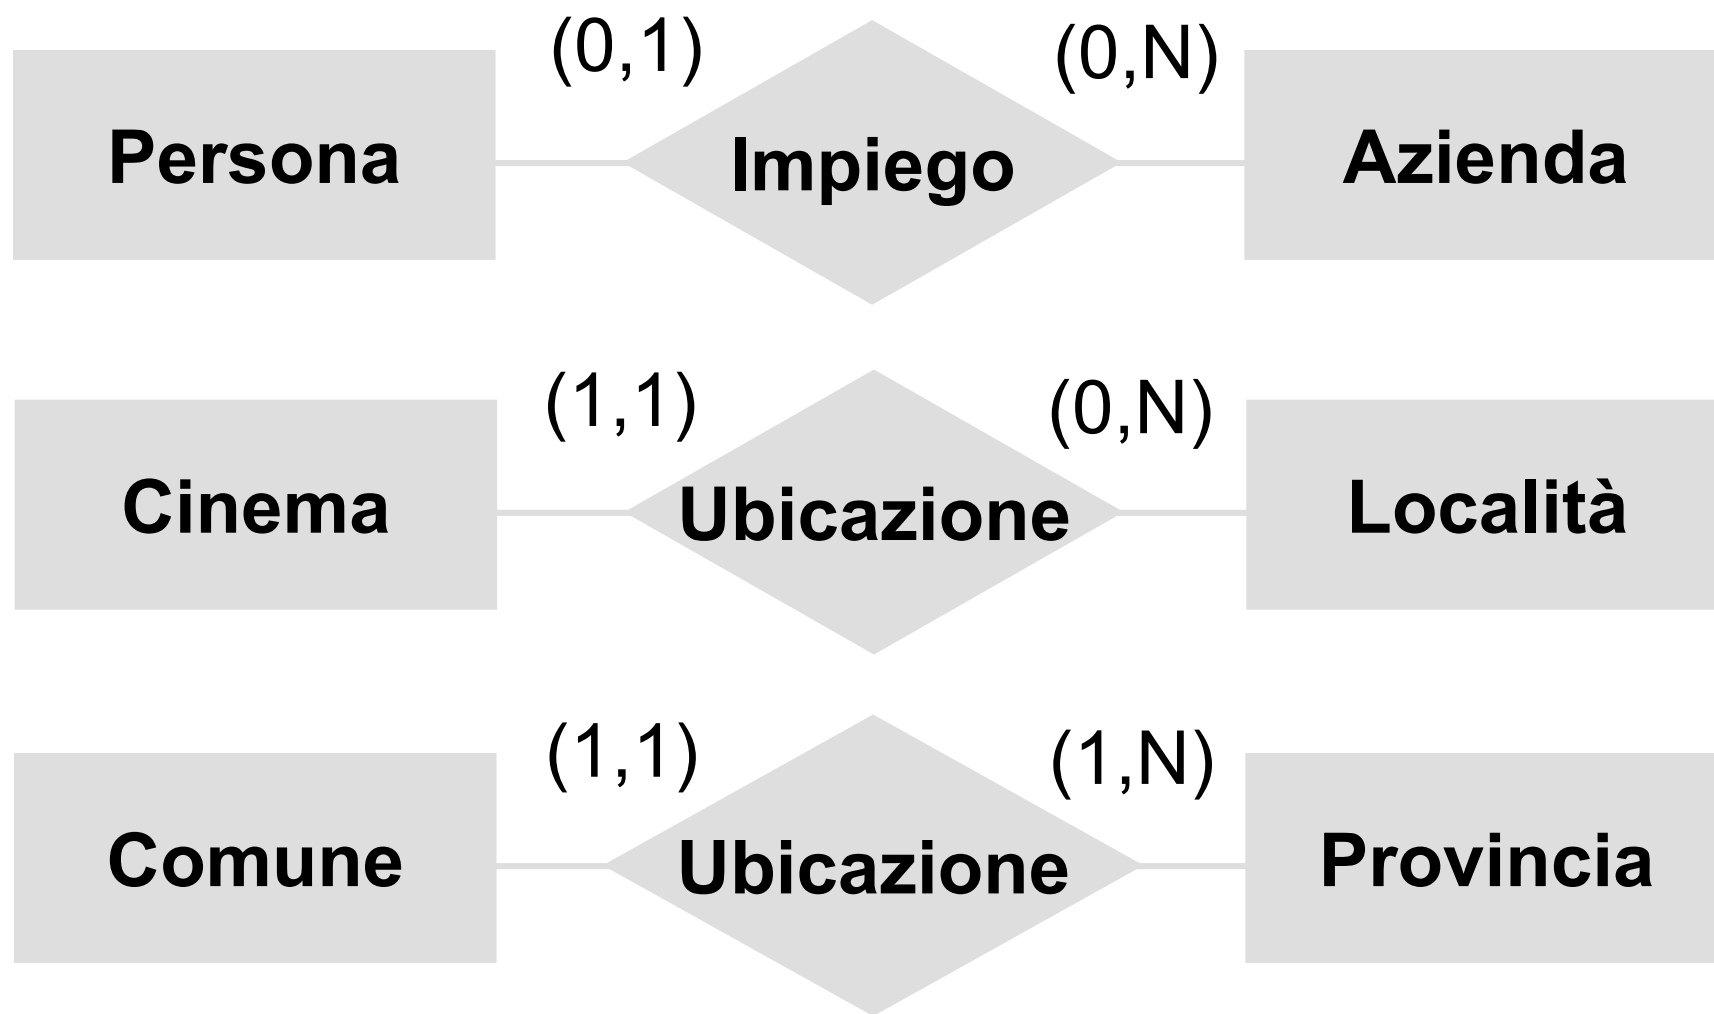 (0,1) (0,N)
Persona Impiego Azienda
(1,1) (0,N)
Cinema Ubicazione Località
(1,1) (1,N)
Comune Ubicazione Provincia